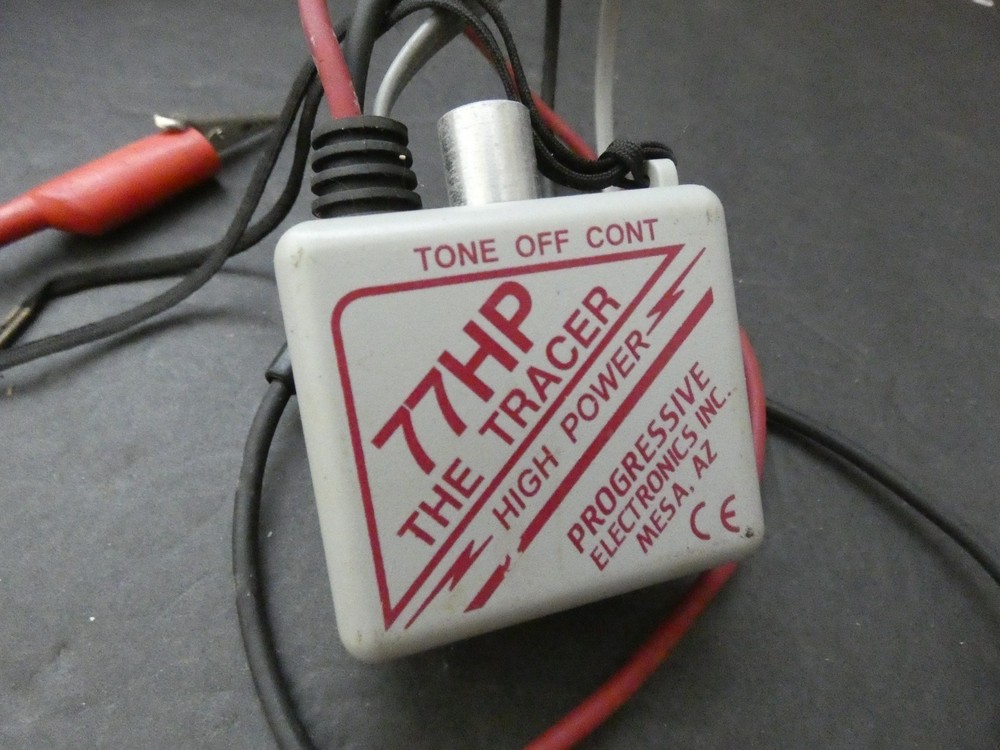 TONE OFF CONT
77HP
THE TRACER
HIGH POWER
PROGRESSIVE
ELECTRONICS INC.
MESA, AZ
CE